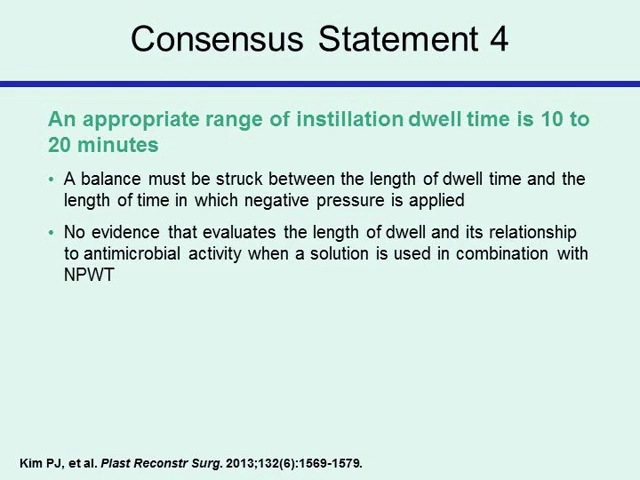 Consensus Statement 4
An appropriate range of instillation dwell time is 10 to
20 minutes
• A balance must be struck between the length of dwell time and the
length of time in which negative pressure is applied
• No evidence that evaluates the length of dwell and its relationship
to antimicrobial activity when a solution is used in combination with
NPWT
Kim PJ, et al. Plast Reconstr Surg. 2013;132(6):1569-1579.